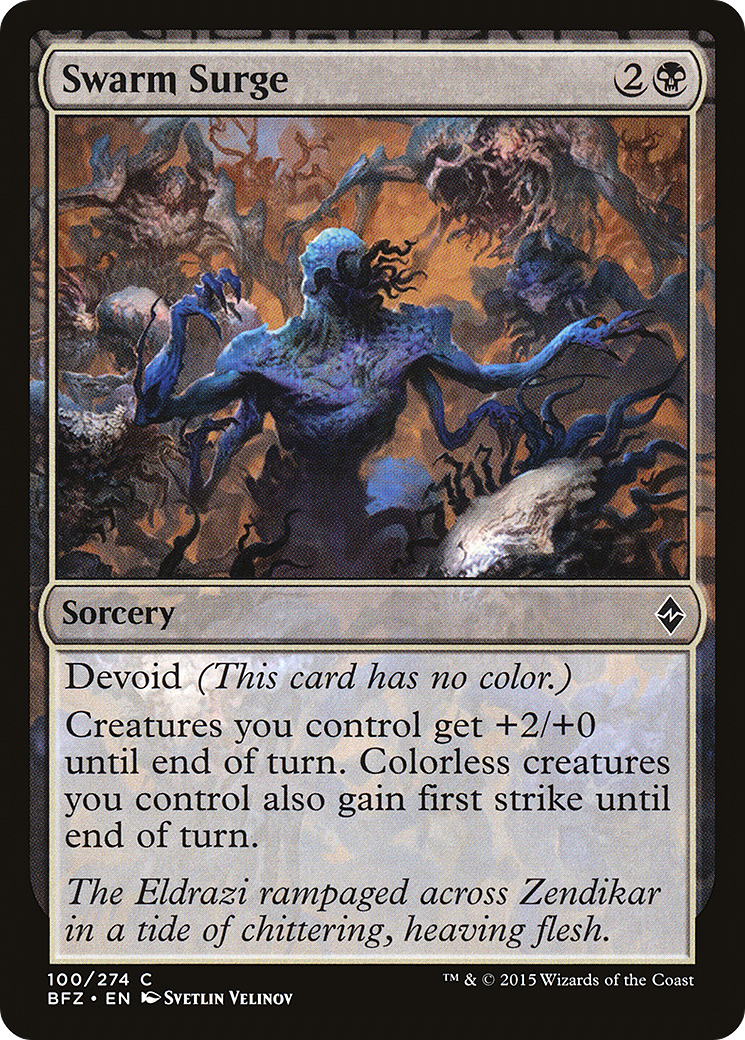 Swarm Surge 2
Sorcery
Devoid (This card has no color.)
Creatures you control get +2/+0
until end of turn. Colorless creatures
you control also gain first strike until
end of turn.
The Eldrazi rampaged across Zendikar
in a tide of chittering, heaving flesh.
100/274 C
BFZ • EN Svetlin Velinov
™ & © 2015 Wizards of the Coast